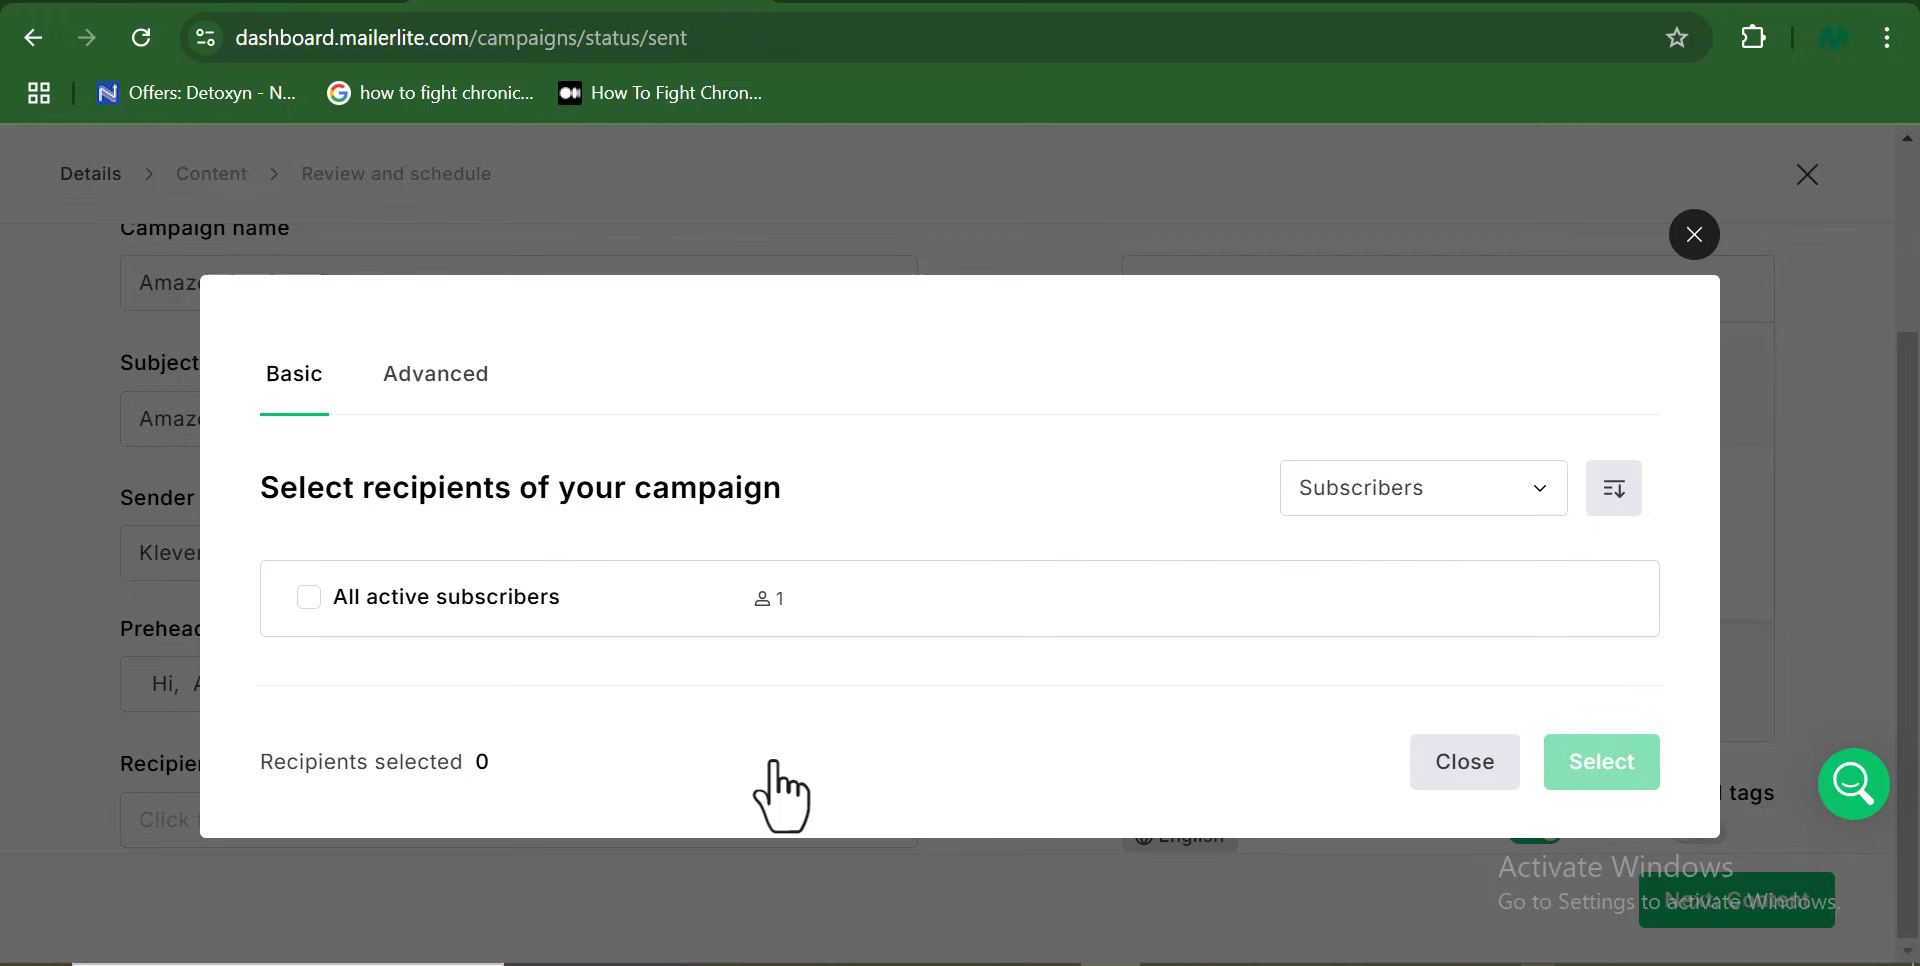 dashboard.mailerlite.com/campaigns/status/sent
Offers: Detoxyn - N... how to fight chronic... How To Fight Chron...
Details > Content > Review and schedule
Campaign name
Amaz
Basic Advanced
Subject
Amaz
Select recipients of your campaign Subscribers
Sender
Klever
All active subscribers 1
Prehead
Hi,
Recipie
Recipients selected 0 Close Select
tags
Click
English
Activate Windows
Go to Settings to activate Windows.
Next: Content